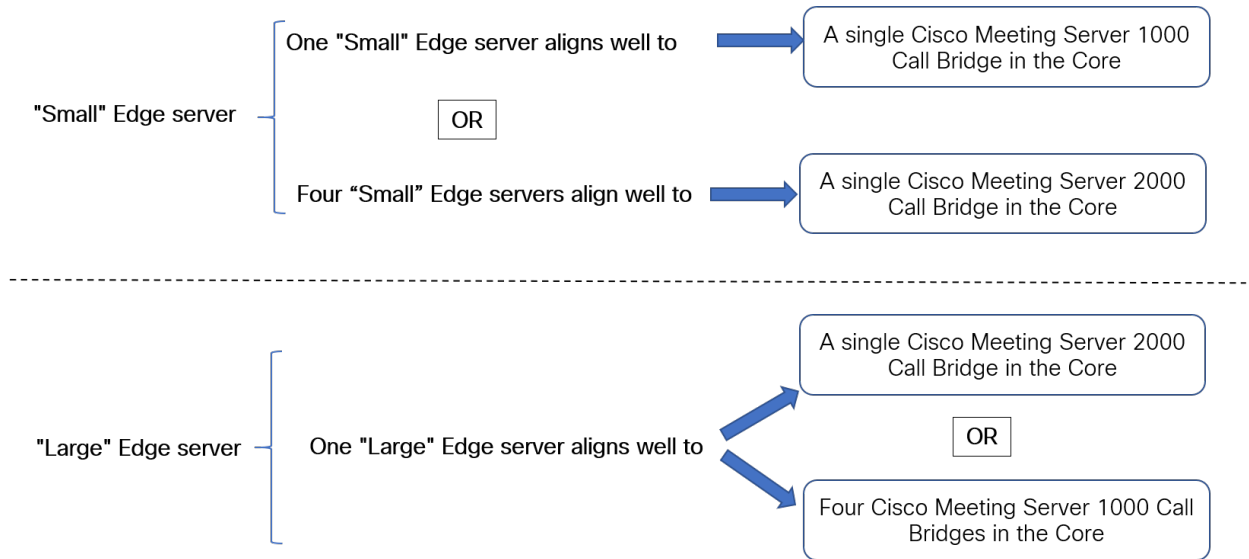 One "Small" Edge server aligns well to
A single Cisco Meeting Server 1000
Call Bridge in the Core
"Small" Edge server
OR
Four “Small” Edge servers align well to
A single Cisco Meeting Server 2000
Call Bridge in the Core
A single Cisco Meeting Server 2000
Call Bridge in the Core
"Large" Edge server
One "Large" Edge server aligns well to
OR
Four Cisco Meeting Server 1000 Call
Bridges in the Core